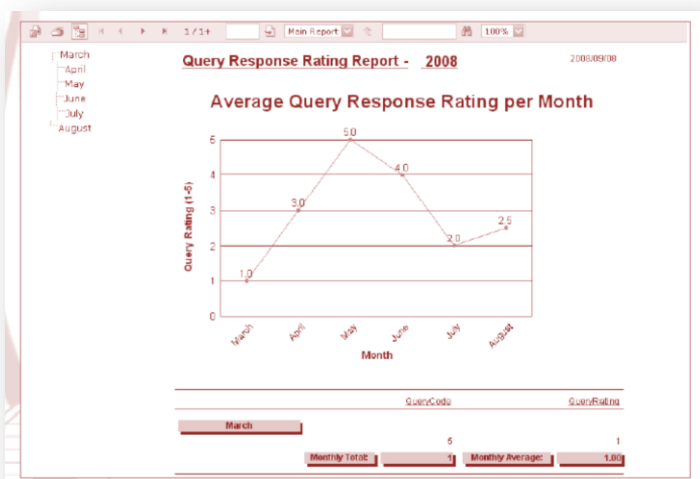 1 / 1+
Main Report
100%
March
April
May
June
July
August
Query Response Rating Report - 2008
2008/09/08
Average Query Response Rating per Month
Query Rating (1-5)
5
4
3
2
1
0
1.0
3.0
5.0
4.0
2.0
2.5
March
April
May
June
July
August
Month
QueryCode
QueryRating
March
5
1
Monthly Total:
1
Monthly Average:
1.00